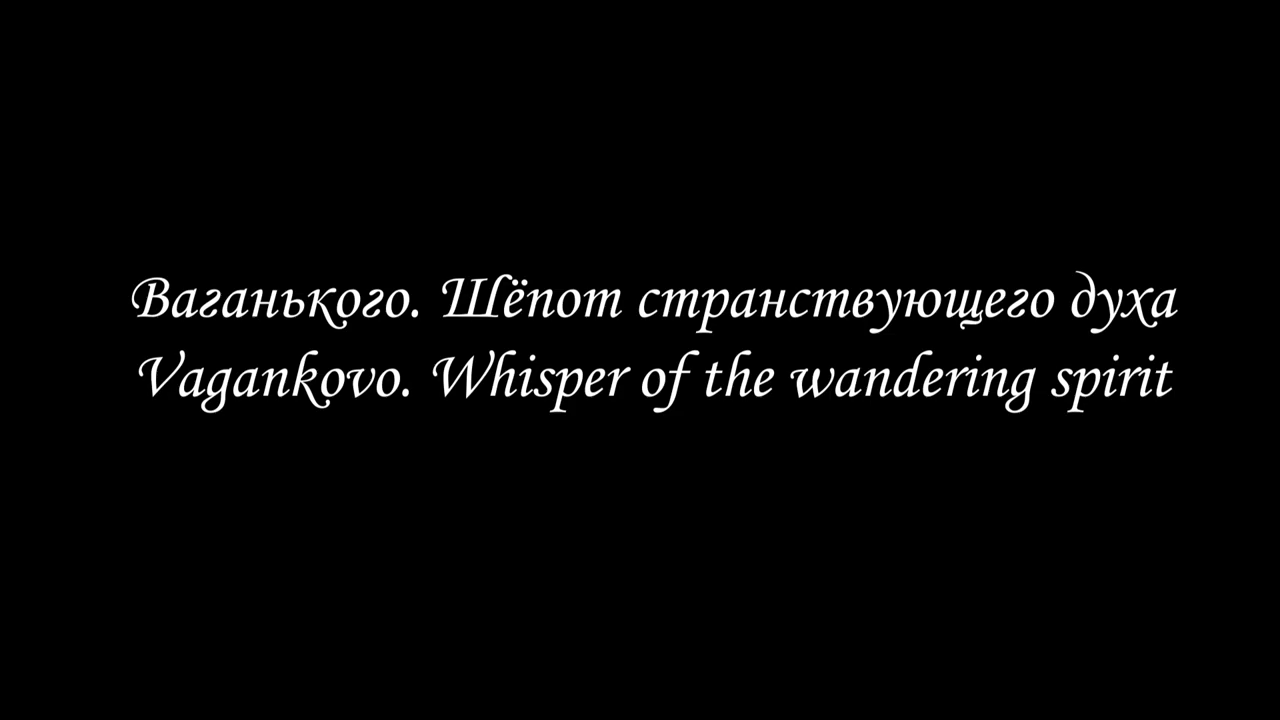 Ваганького. Шёпот странствующего духа
Vagankovo. Whisper of the wandering spirit